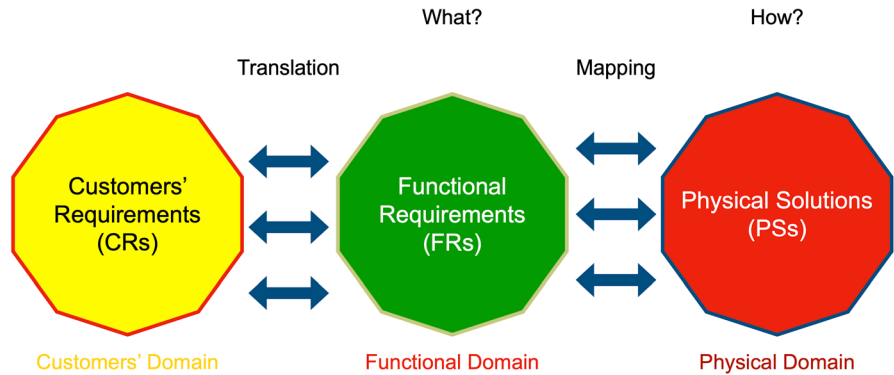 What?
How?
Translation
Mapping
Customers’
Requirements
(CRs)
Functional
Requirements
(FRs)
Physical Solutions
(PSs)
Customers’ Domain
Functional Domain
Physical Domain